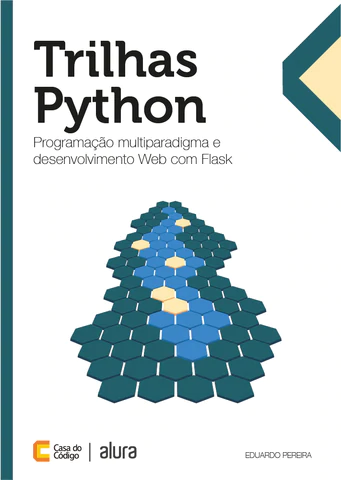 Trilhas
Python
Programação multiparadigma e
desenvolvimento Web com Flask
Casa do
Código
alura
EDUARDO PEREIRA